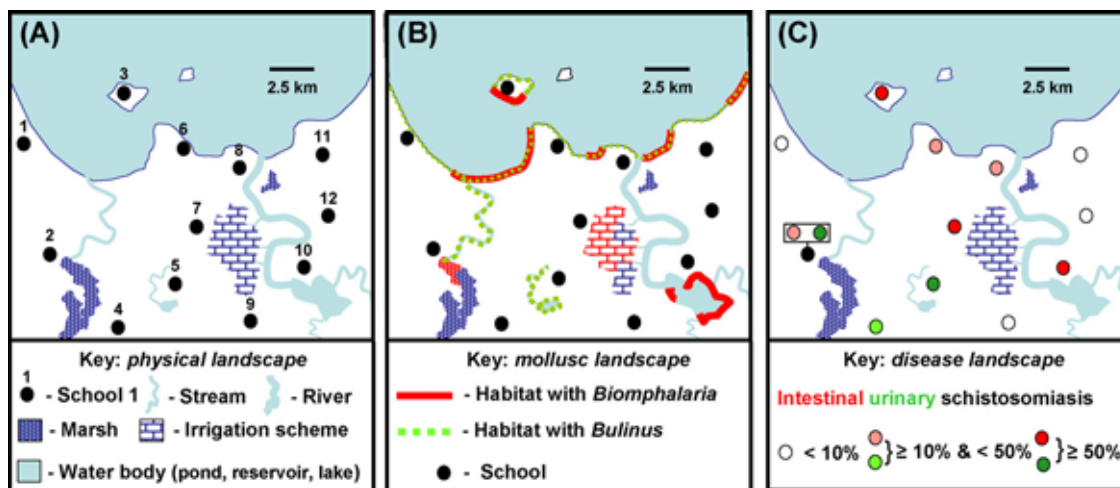 (A)
3
2.5 km
1
6
8
11
7
12
2
10
5
4
9
Key: physical landscape
1
- School 1
- Stream
- River
- Marsh
- Irrigation scheme
- Water body (pond, reservoir, lake)
(B)
2.5 km
Key: mollusc landscape
- Habitat with Biomphalaria
- Habitat with Bulinus
- School
(C)
2.5 km
Key: disease landscape
Intestinal urinary schistosomiasis
< 10% } ≥ 10% & < 50% } ≥ 50%